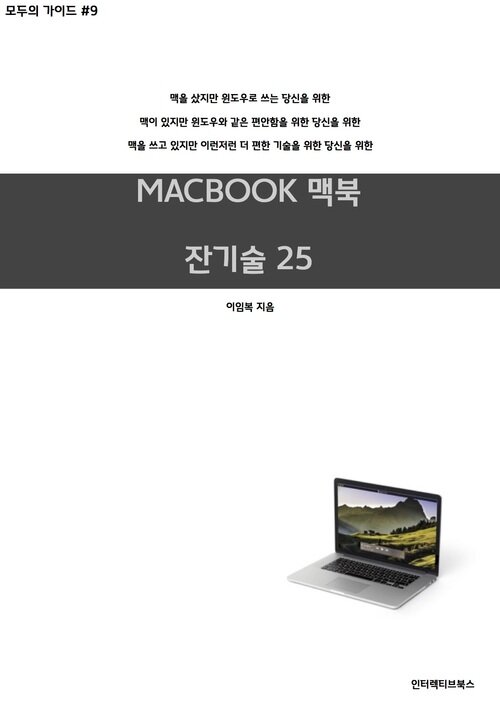 모두의 가이드 #9
맥을 샀지만 윈도우로 쓰는 당신을 위한
맥이 있지만 윈도우와 같은 편안함을 위한 당신을 위한
맥을 쓰고 있지만 이런저런 더 편한 기술을 위한 당신을 위한
MACBOOK 맥북
잔기술 25
이임복 지음
인터렉티브북스